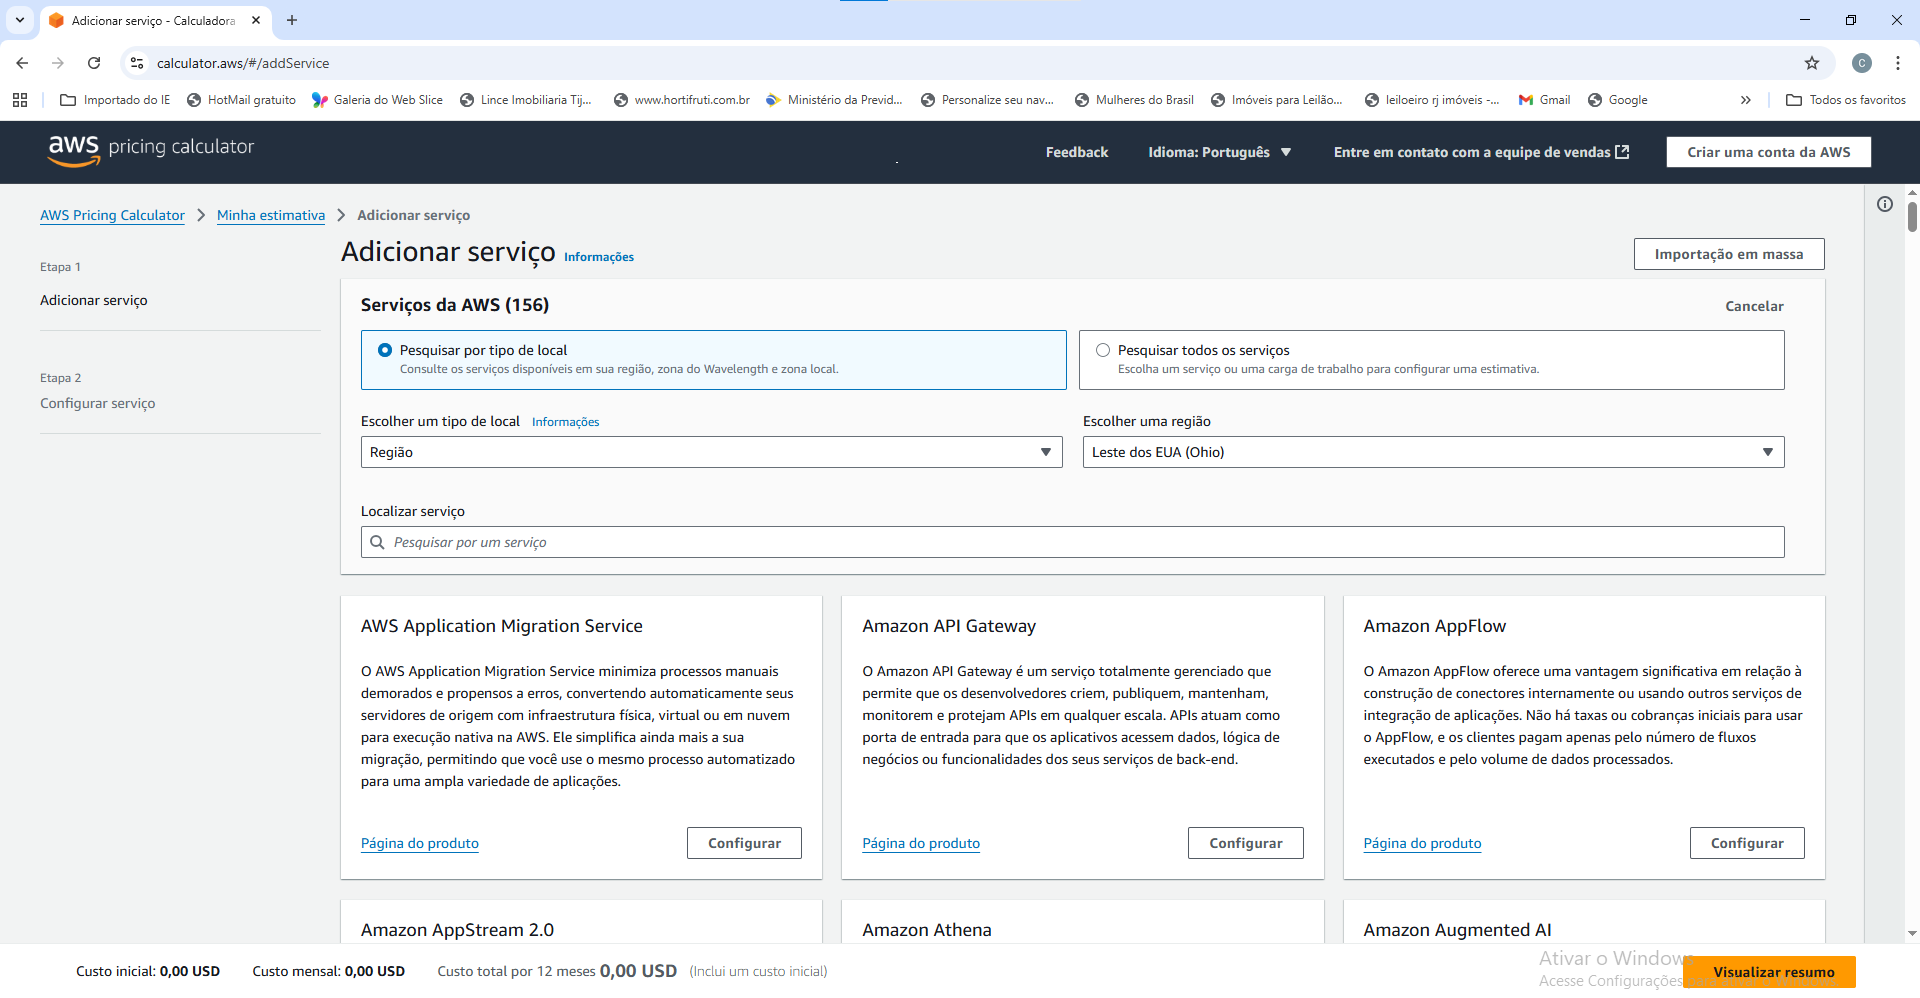 Adicionar serviço - Calculadora
calculator.aws/#/addService
C
Importado do IE
HotMail gratuito
Galeria do Web Slice
Lince Imobiliaria Tij...
www.hortifruti.com.br
Ministério da Previd...
Personalize seu nav...
Mulheres do Brasil
Imóveis para Leilão...
leiloeiro rj imóveis -...
Gmail
Google
Todos os favoritos
aws pricing calculator
Feedback
Idioma: Português
Entre em contato com a equipe de vendas
Criar uma conta da AWS
AWS Pricing Calculator
Minha estimativa
Adicionar serviço
Etapa 1
Adicionar serviço
Etapa 2
Configurar serviço
Adicionar serviço Informações
Importação em massa
Serviços da AWS (156)
Cancelar
Pesquisar por tipo de local
Consulte os serviços disponíveis em sua região, zona do Wavelength e zona local.
Pesquisar todos os serviços
Escolha um serviço ou uma carga de trabalho para configurar uma estimativa.
Escolher um tipo de local Informações
Região
Escolher uma região
Leste dos EUA (Ohio)
Localizar serviço
Pesquisar por um serviço
AWS Application Migration Service
O AWS Application Migration Service minimiza processos manuais
demorados e propensos a erros, convertendo automaticamente seus
servidores de origem com infraestrutura física, virtual ou em nuvem
para execução nativa na AWS. Ele simplifica ainda mais a sua
migração, permitindo que você use o mesmo processo automatizado
para uma ampla variedade de aplicações.
Página do produto
Configurar
Amazon API Gateway
O Amazon API Gateway é um serviço totalmente gerenciado que
permite que os desenvolvedores criem, publiquem, mantenham,
monitorem e protejam APIs em qualquer escala. APIs atuam como
porta de entrada para que os aplicativos acessem dados, lógica de
negócios ou funcionalidades dos seus serviços de back-end.
Página do produto
Configurar
Amazon AppFlow
O Amazon AppFlow oferece uma vantagem significativa em relação à
construção de conectores internamente ou usando outros serviços de
integração de aplicações. Não há taxas ou cobranças iniciais para usar
o AppFlow, e os clientes pagam apenas pelo número de fluxos
executados e pelo volume de dados processados.
Página do produto
Configurar
Amazon AppStream 2.0
Amazon Athena
Amazon Augmented AI
Custo inicial: 0,00 USD
Custo mensal: 0,00 USD
Custo total por 12 meses 0,00 USD (Inclui um custo inicial)
Ativar o Windows
Acesse Configurações
Visualizar resumo